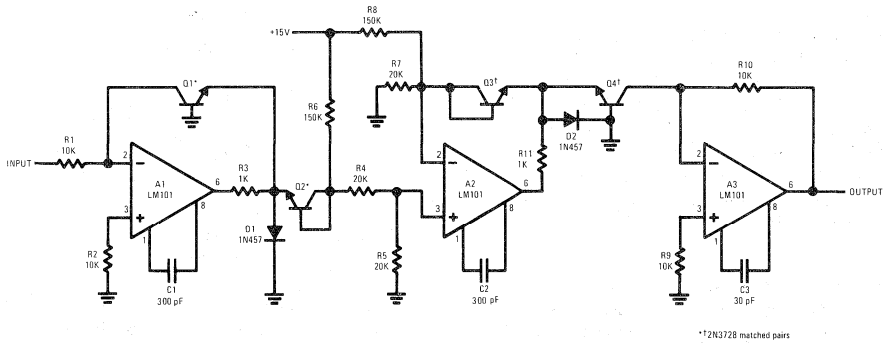 +15V
R8
150K
R7
20K
Q1*
Q3†
Q4†
R10
10K
R6
150K
R1
10K
INPUT
2
A1
LM101
6
8
3
1
R2
10K
C1
300 pF
R3
1K
D1
1N457
Q2*
R4
20K
R5
20K
2
A2
LM101
6
8
3
1
C2
300 pF
R11
1K
D2
1N457
2
A3
LM101
6
8
3
1
R9
10K
C3
30 pF
OUTPUT
*†2N3728 matched pairs